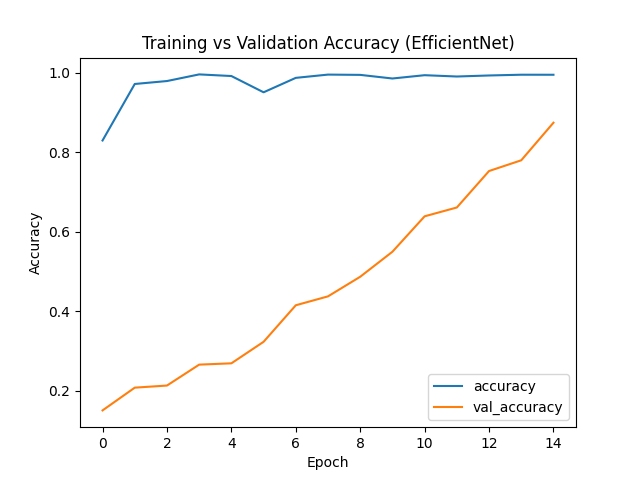 Training vs Validation Accuracy (EfficientNet)
1.0
0.8
0.6
0.4
0.2
Accuracy
accuracy
val_accuracy
0 2 4 6 8 10 12 14
Epoch